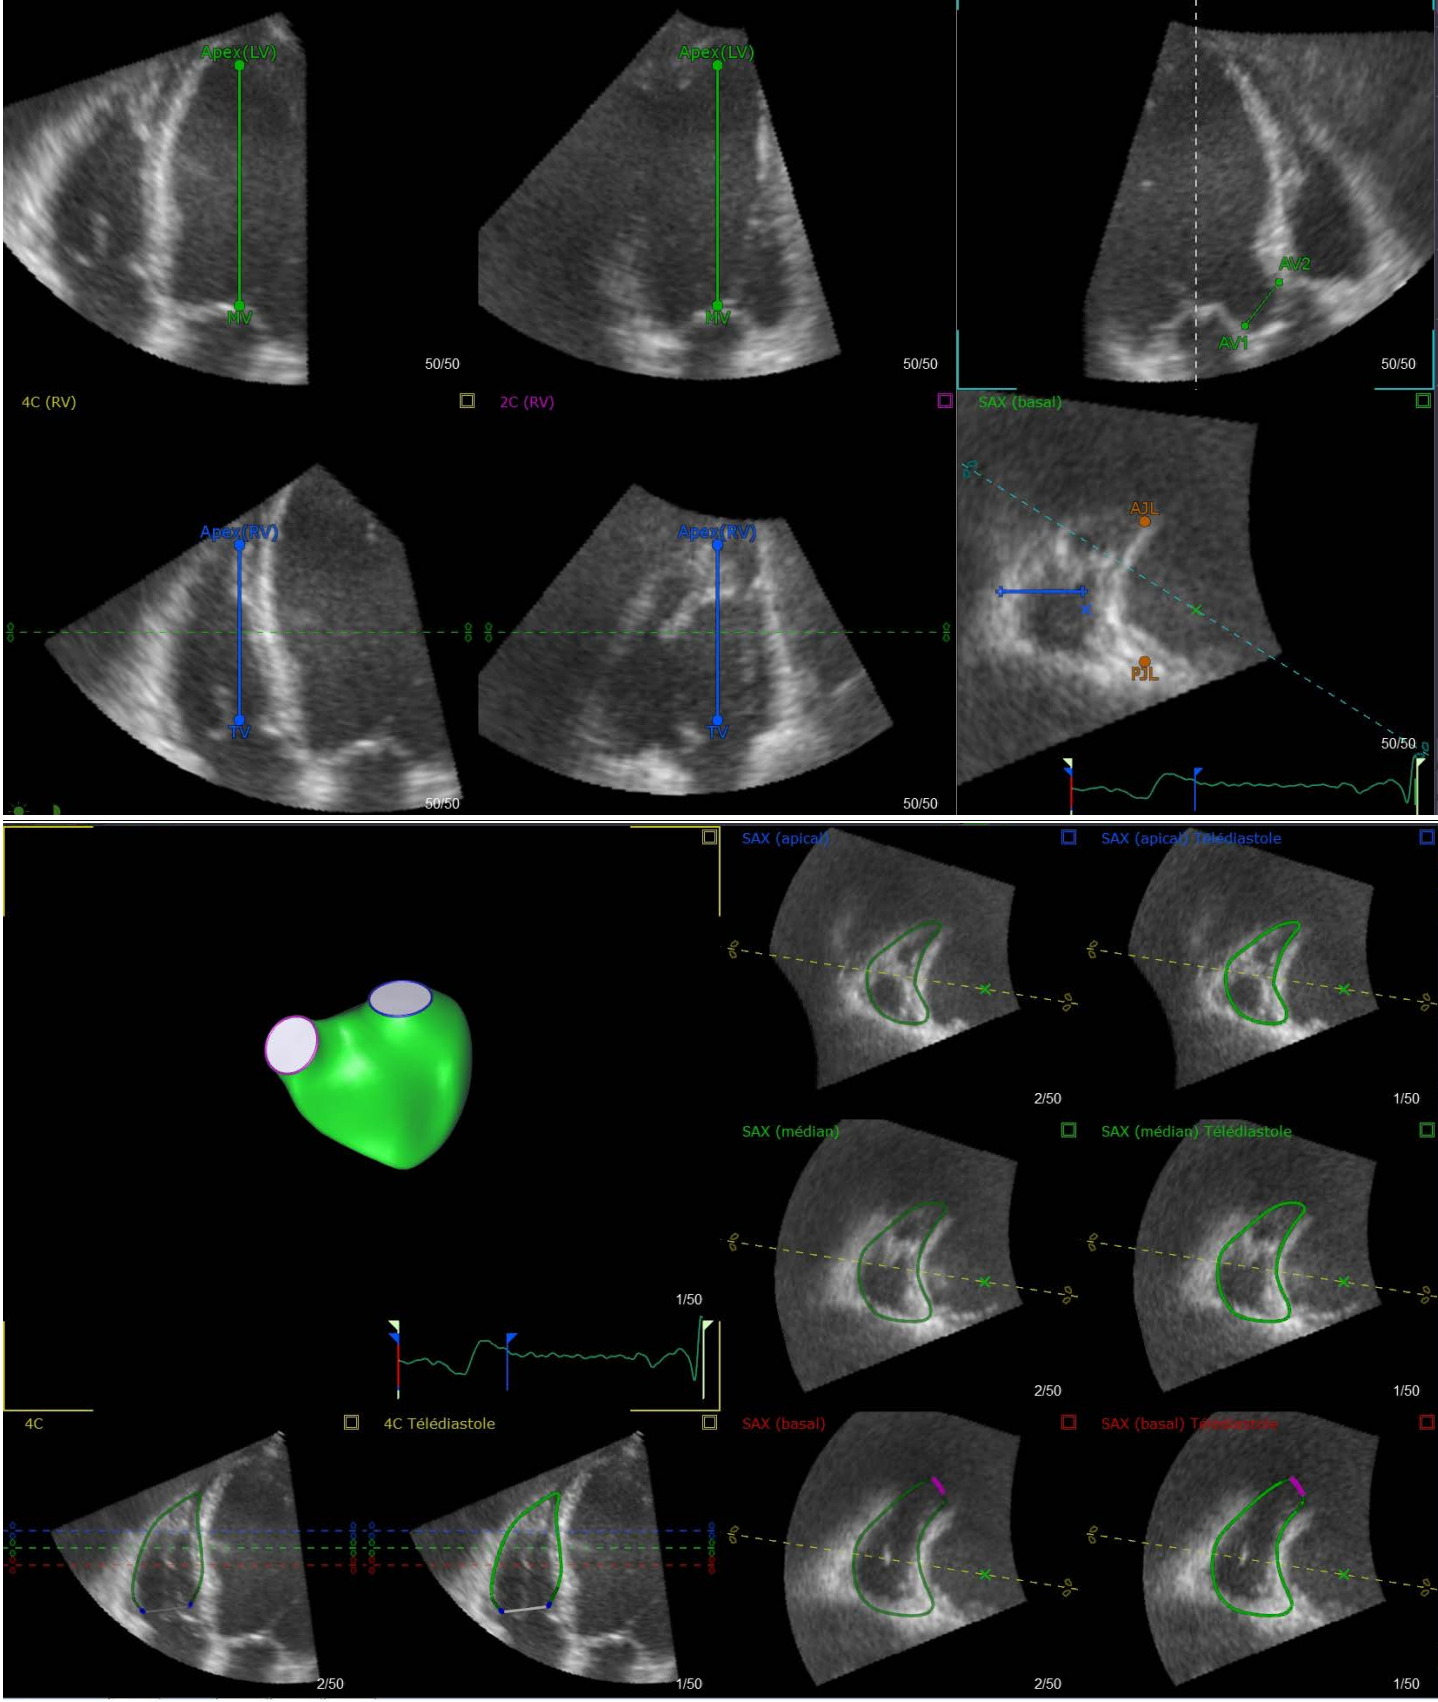 Apex(LV)
MV
50/50
Apex(LV)
MV
50/50
AV2
AV1
50/50
4C (RV)
Apex(RV)
TV
50/50
2C (RV)
Apex(RV)
TV
50/50
SAX (basal)
AJL
PJL
50/50
1/50
SAX (apical)
2/50
SAX (apical) Télédiastole
1/50
SAX (médian)
2/50
SAX (médian) Télédiastole
1/50
4C
2/50
4C Télédiastole
1/50
SAX (basal)
2/50
SAX (basal) Télédiastole
1/50